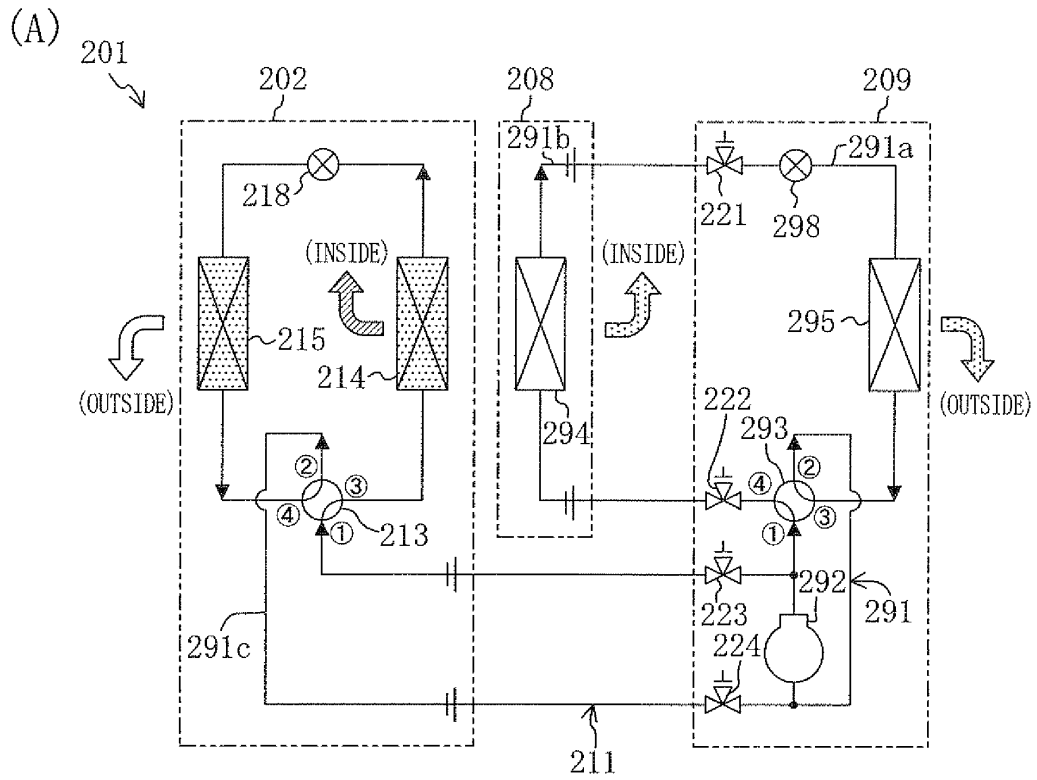 (A)
201
202
208
209
291b
291a
218
221
298
(INSIDE)
(INSIDE)
215
214
295
(OUTSIDE)
294
(OUTSIDE)
222
293
② ③ ④ ①
213
④ ② ① ③
223
292
291
291c
224
211